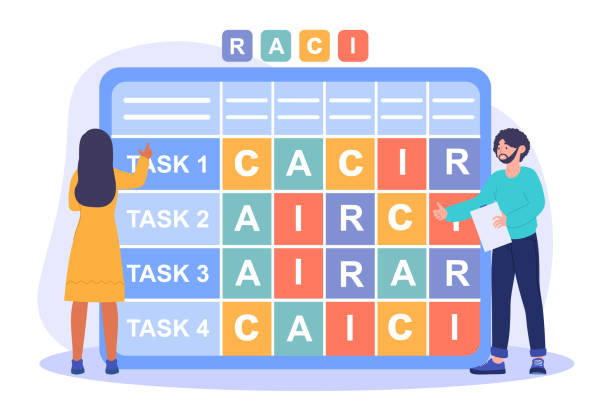 R A C I
TASK 1 C A C I R
TASK 2 A I R C I
TASK 3 A I R A R
TASK 4 C A I C I